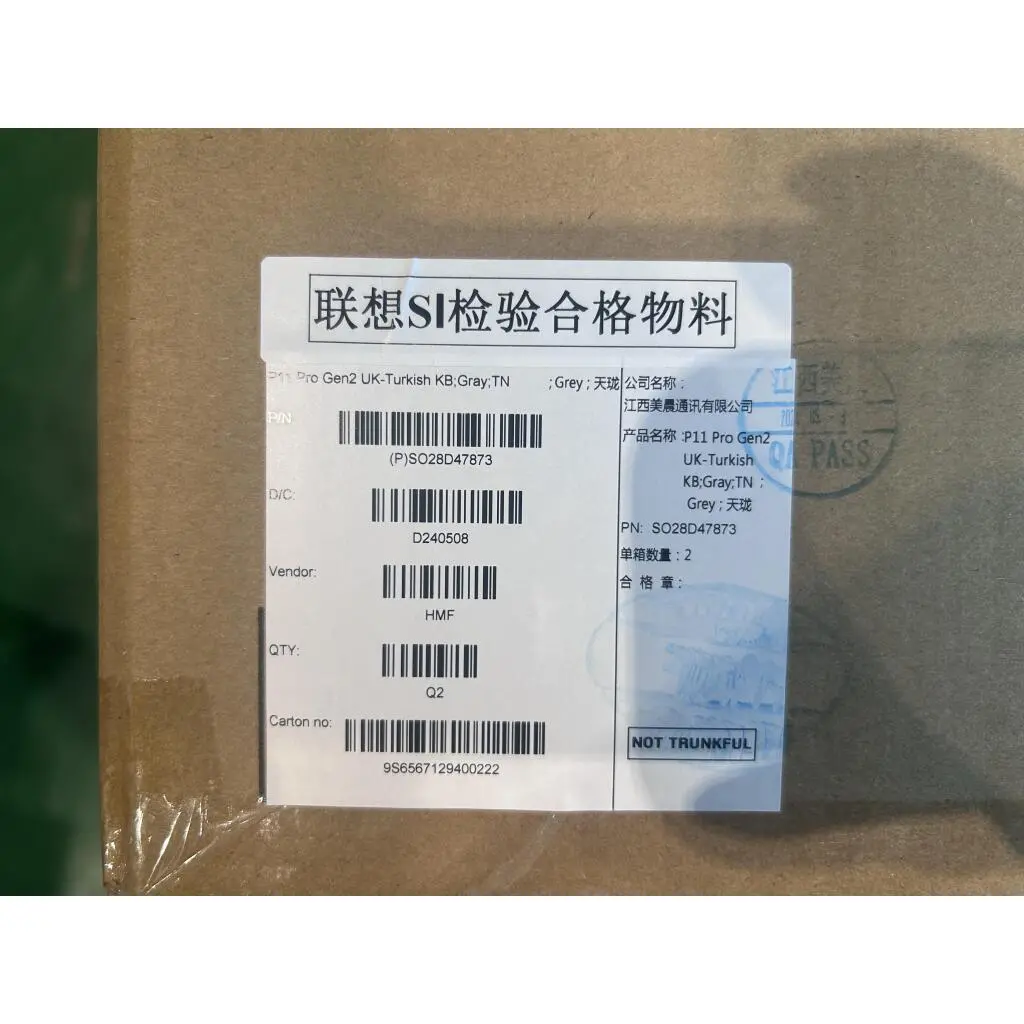 联想SI检验合格物料
P11 Pro Gen2 UK-Turkish KB;Gray;TN ;Grey ; 天珑
P/N
(P)SO28D47873
D/C:
D240508
Vendor:
HMF
QTY:
Q2
Carton no:
9S6567129400222
公司名称 :
江西美晨通讯有限公司
产品名称 :P11 Pro Gen2
UK-Turkish
KB;Gray;TN ;
Grey ; 天珑
PN: SO28D47873
单箱数量 : 2
合 格 章 :
NOT TRUNKFUL
江西美
QA PASS